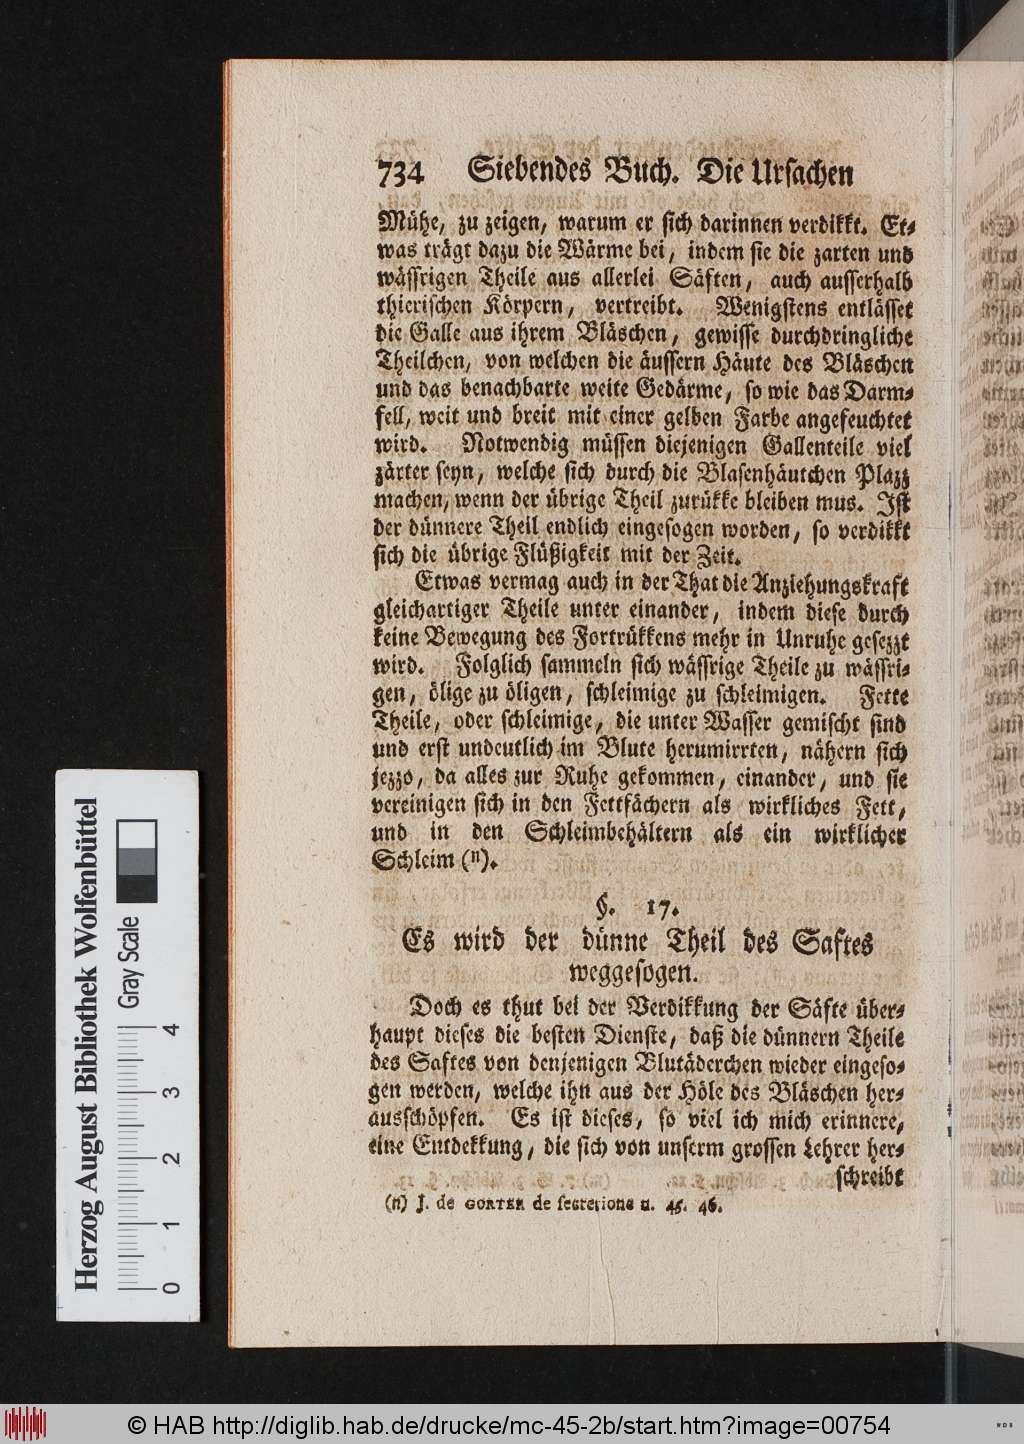 734 Siebendes Buch. Die Ursachen
Mühe, zu zeigen, warum er sich darinnen verdikkt. Et-
was trägt dazu die Wärme bei, indem sie die zarten und
wässrigen Theile aus allerlei Säften, auch ausserhalb
thierischen Körpern, vertreibt. Wenigstens entlässet
die Galle aus ihrem Bläschen, gewisse durchdringliche
Theilchen, von welchen die äussern Häute des Bläschen
und das benachbarte weite Gedärme, so wie das Darm-
fell, weit und breit mit einer gelben Farbe angefeuchtet
wird. Notwendig müssen diejenigen Gallenteile viel
zärter seyn, welche sich durch die Blasenhäutchen Plazz
machen, wenn der übrige Theil zurükke bleiben mus. Ist
der dünnere Theil endlich eingesogen worden, so verdikkt
sich die übrige Flüßigkeit mit der Zeit.
Etwas vermag auch in der That die Anziehungskraft
gleichartiger Theile unter einander, indem diese durch
keine Bewegung des Fortrükkens mehr in Unruhe gesezzt
wird. Folglich sammeln sich wässrige Theile zu wässri-
gen, ölige zu öligen, schleimige zu schleimigen. Fette
Theile, oder schleimige, die unter Wasser gemischt sind
und erst undeutlich im Blute herumirrten, nähern sich
jezzo, da alles zur Ruhe gekommen, einander, und sie
vereinigen sich in den Fettfächern als wirkliches Fett,
und in den Schleimbehältern als ein wirklicher
Schleim (n).
§. 17.
Es wird der dünne Theil des Saftes
weggesogen.
Doch es thut bei der Verdikkung der Säfte über-
haupt dieses die besten Dienste, daß die dünnern Theile
des Saftes von denjenigen Blutäderchen wieder eingeso-
gen werden, welche ihn aus der Höle des Bläschen her-
ausschöpfen. Es ist dieses, so viel ich mich erinnere,
eine Entdekkung, die sich von unserm grossen Lehrer her-
schreibt
(n) J. de GORTER de secretione n. 45. 46.
Herzog August Bibliothek Wolfenbüttel
Gray Scale
0 1 2 3 4
© HAB http://diglib.hab.de/drucke/mc-45-2b/start.htm?image=00754